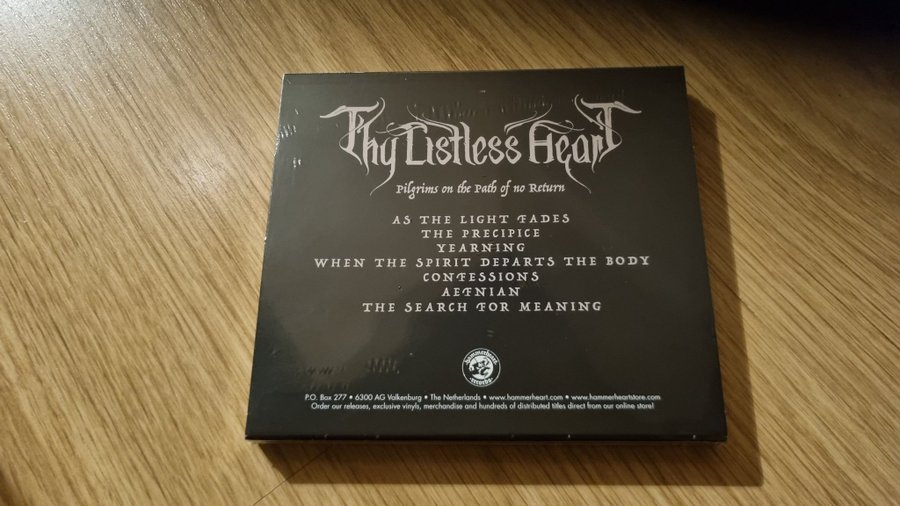 Thy Listless Heart
Pilgrims on the Path of no Return
AS THE LIGHT FADES
THE PRECIPICE
YEARNING
WHEN THE SPIRIT DEPARTS THE BODY
CONFESSIONS
AEFNIAN
THE SEARCH FOR MEANING
hammerheart
records
P.O. Box 277 • 6300 AG Valkenburg • The Netherlands • www.hammerheart.com • www.hammerheartstore.com
Order our releases, exclusive vinyls, merchandise and hundreds of distributed titles direct from our online store!